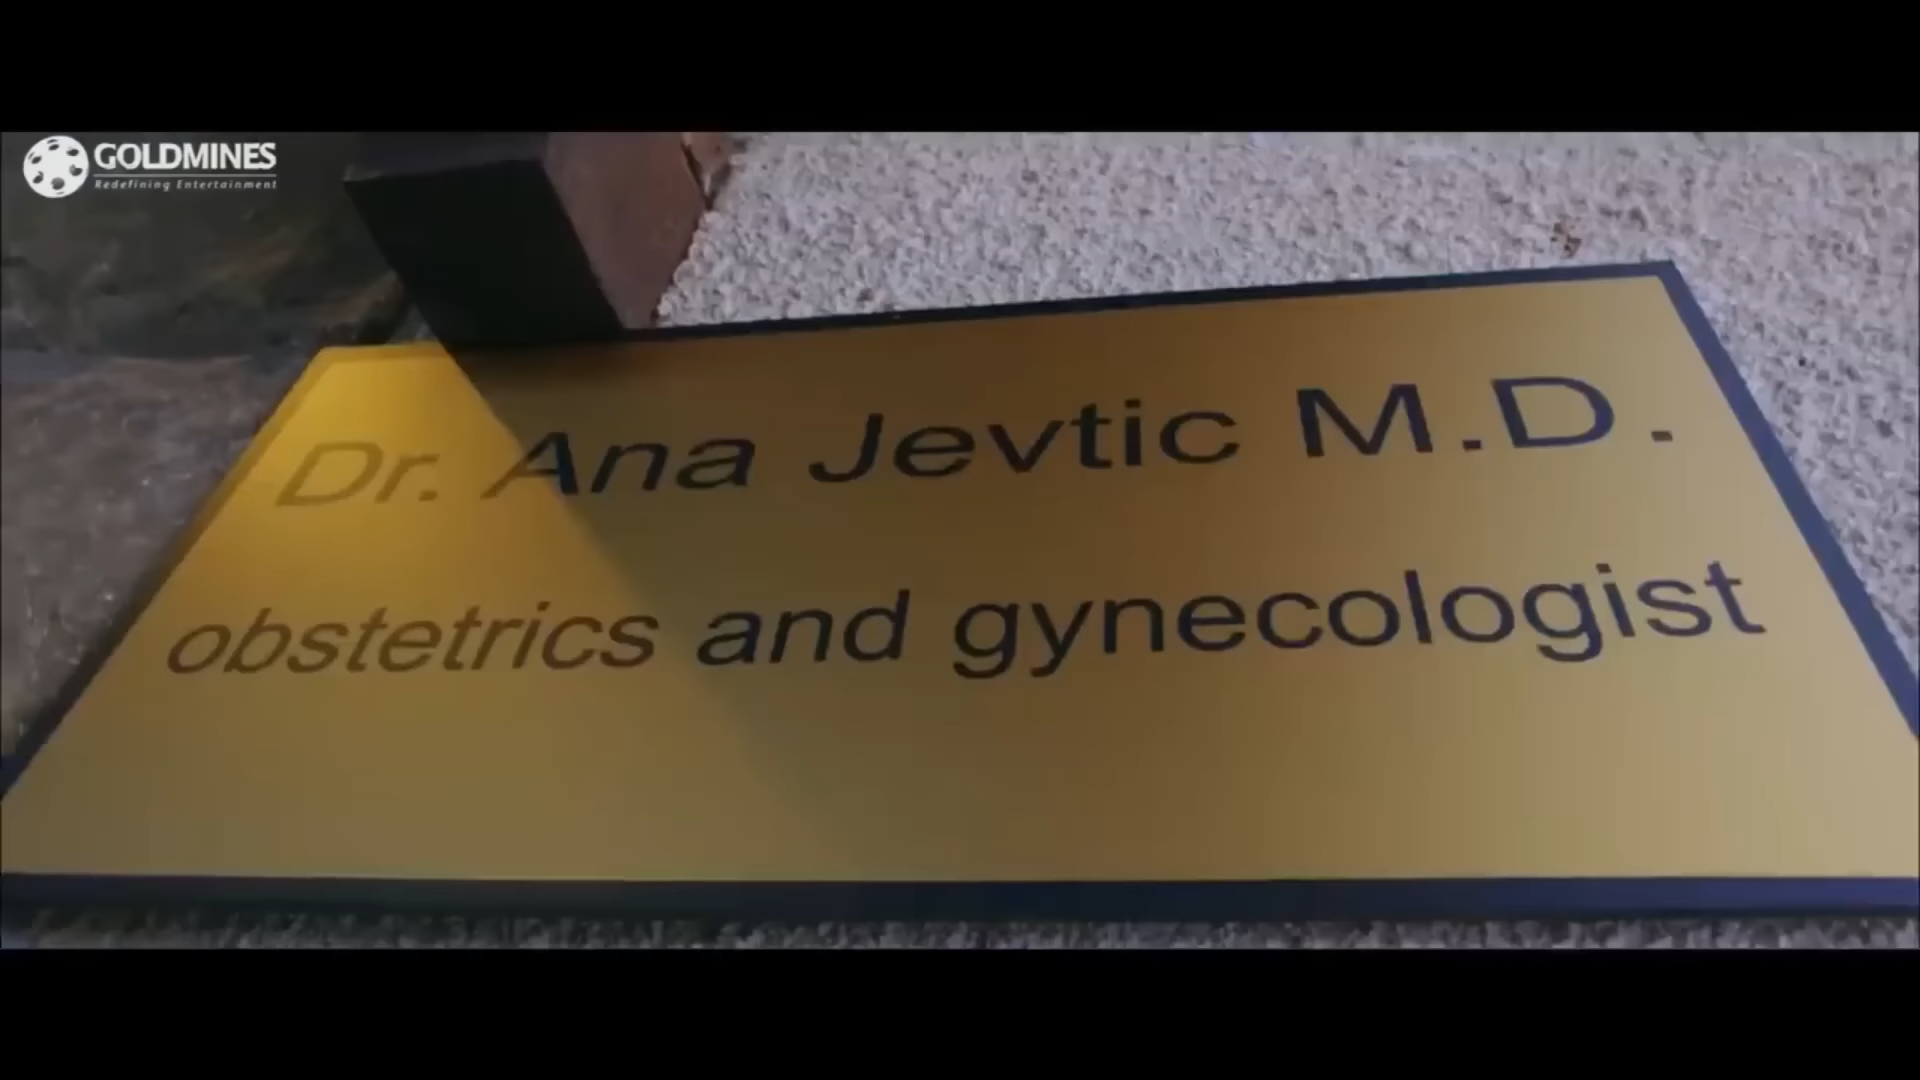 GOLDMINES
Redefining Entertainment
Dr. Ana Jevtic M.D.
obstetrics and gynecologist